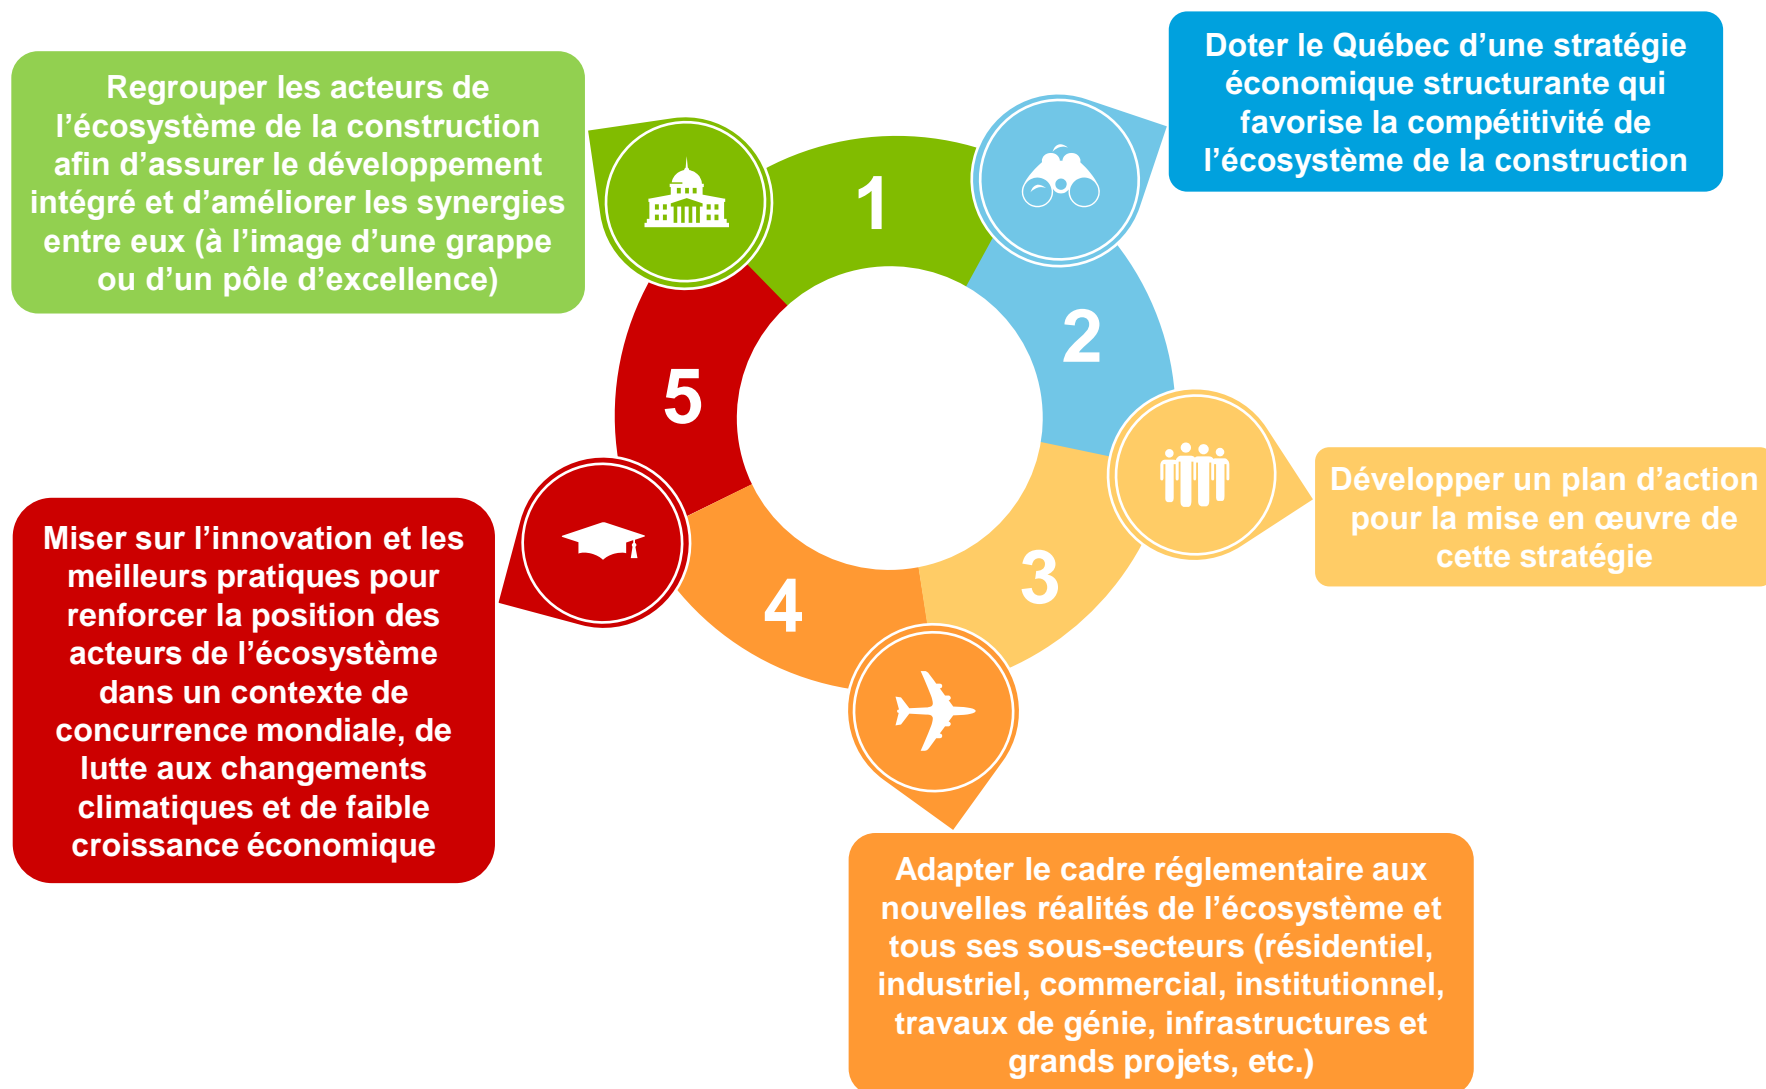 Regrouper les acteurs de
l’écosystème de la construction
afin d’assurer le développement
intégré et d’améliorer les synergies
entre eux (à l’image d’une grappe
ou d’un pôle d’excellence)
1
Doter le Québec d’une stratégie
économique structurante qui
favorise la compétitivité de
l’écosystème de la construction
2
Développer un plan d’action
pour la mise en œuvre de
cette stratégie
3
Adapter le cadre réglementaire aux
nouvelles réalités de l’écosystème et
tous ses sous-secteurs (résidentiel,
industriel, commercial, institutionnel,
travaux de génie, infrastructures et
grands projets, etc.)
4
Miser sur l’innovation et les
meilleurs pratiques pour
renforcer la position des
acteurs de l’écosystème
dans un contexte de
concurrence mondiale, de
lutte aux changements
climatiques et de faible
croissance économique
5